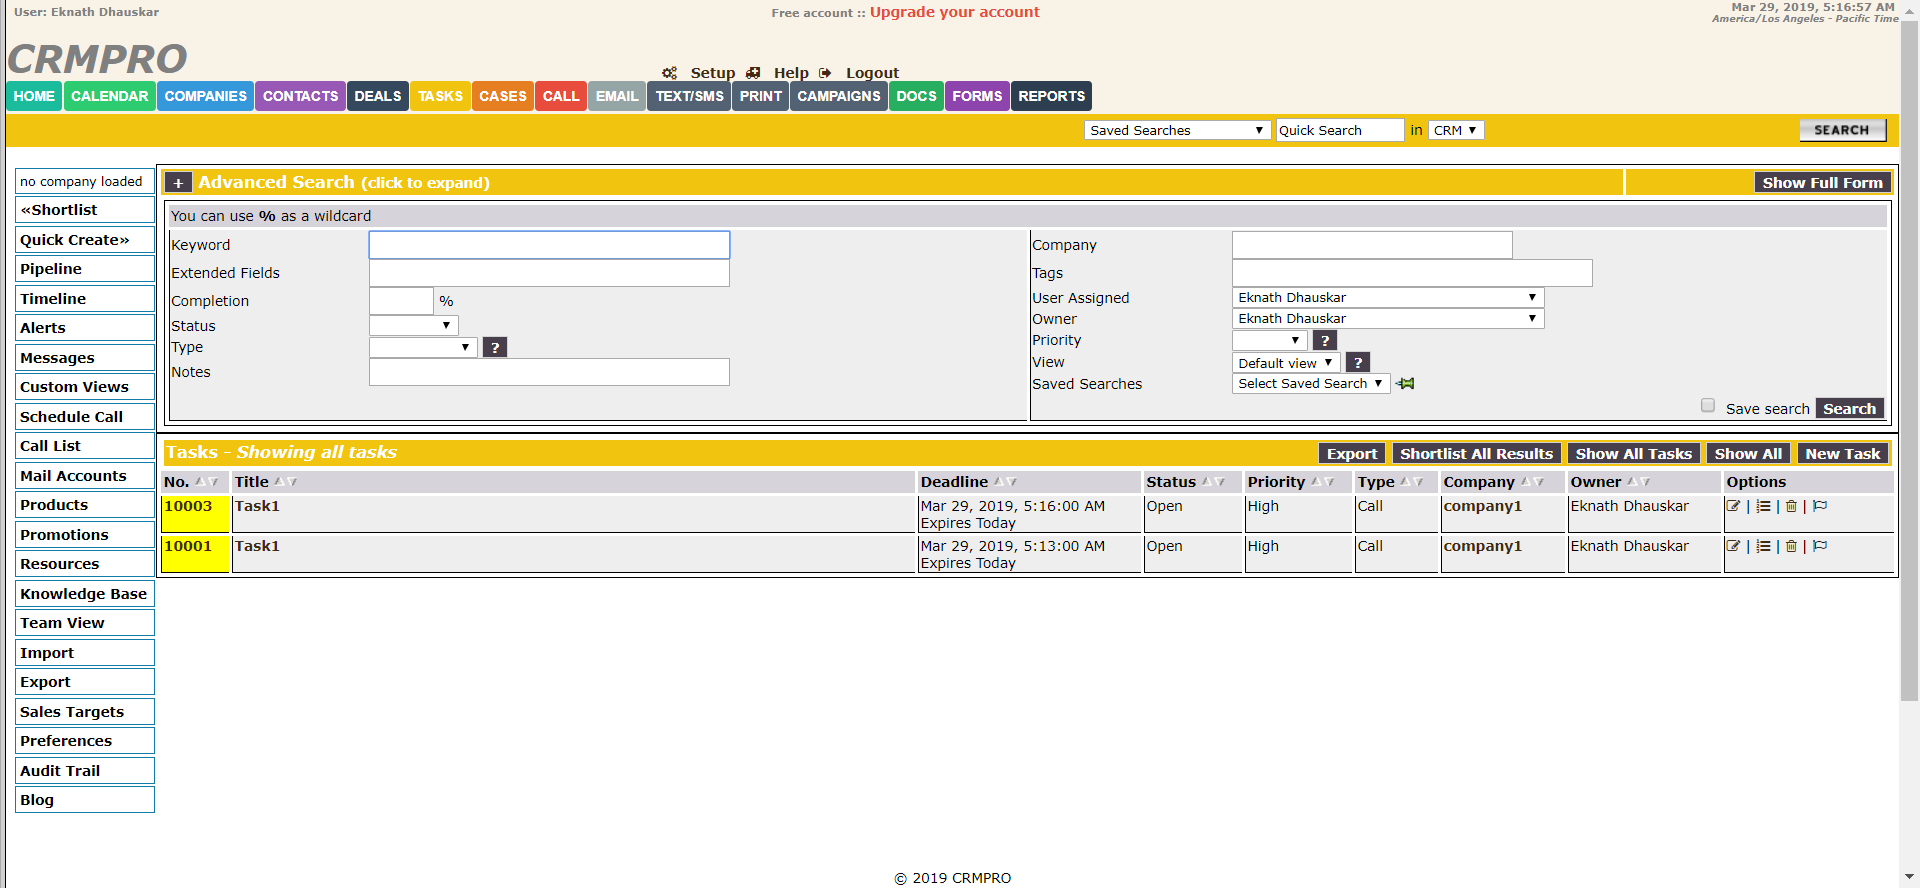 User: Eknath Dhauskar
Free account :: Upgrade your account
Mar 29, 2019, 5:16:57 AM
America/Los Angeles - Pacific Time
CRMPRO
Setup Help Logout
HOME CALENDAR COMPANIES CONTACTS DEALS TASKS CASES CALL EMAIL TEXT/SMS PRINT CAMPAIGNS DOCS FORMS REPORTS
Saved Searches Quick Search in CRM SEARCH
no company loaded
«Shortlist
Quick Create»
Pipeline
Timeline
Alerts
Messages
Custom Views
Schedule Call
Call List
Mail Accounts
Products
Promotions
Resources
Knowledge Base
Team View
Import
Export
Sales Targets
Preferences
Audit Trail
Blog
+ Advanced Search (click to expand) Show Full Form
You can use % as a wildcard
Keyword
Extended Fields
Completion %
Status
Type ?
Notes
Company
Tags
User Assigned Eknath Dhauskar
Owner Eknath Dhauskar
Priority ?
View Default view ?
Saved Searches Select Saved Search
Save search Search
Tasks - Showing all tasks Export Shortlist All Results Show All Tasks Show All New Task
No. Title Deadline Status Priority Type Company Owner Options
10003 Task1 Mar 29, 2019, 5:16:00 AM Open High Call company1 Eknath Dhauskar | | |
Expires Today
10001 Task1 Mar 29, 2019, 5:13:00 AM Open High Call company1 Eknath Dhauskar | | |
Expires Today
© 2019 CRMPRO